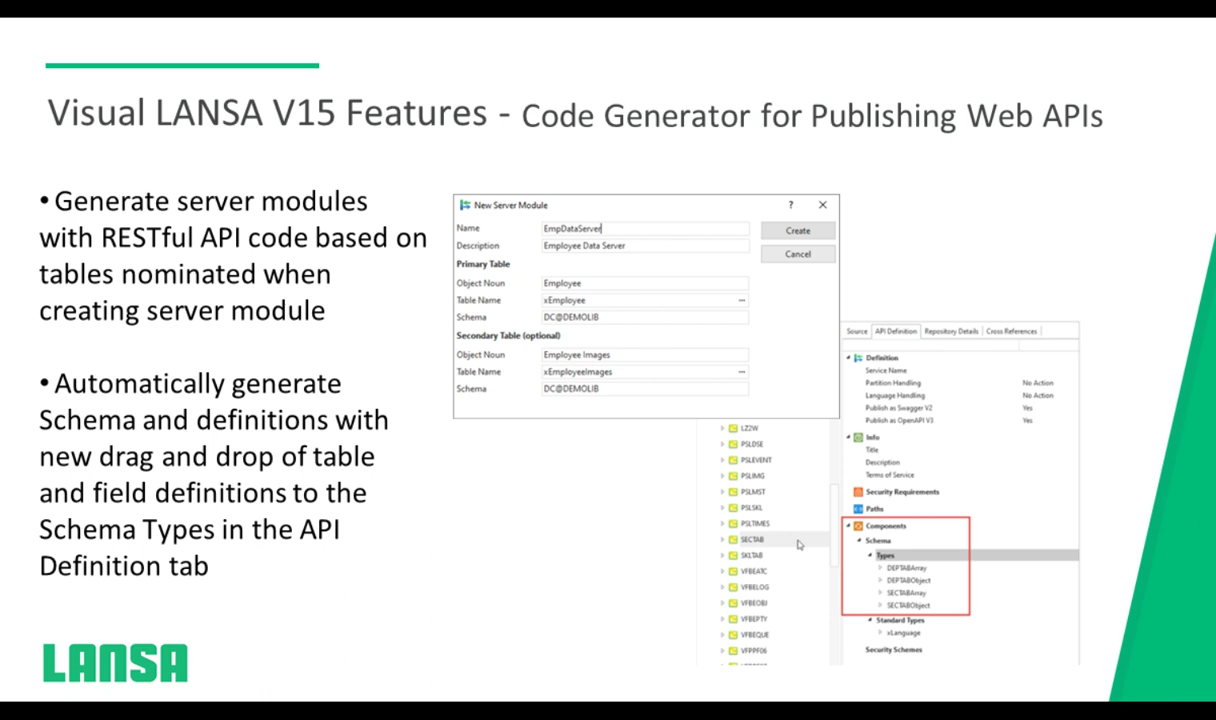 Visual LANSA V15 Features - Code Generator for Publishing Web APIs
• Generate server modules
with RESTful API code based on
tables nominated when
creating server module
• Automatically generate
Schema and definitions with
new drag and drop of table
and field definitions to the
Schema Types in the API
Definition tab
New Server Module ? ×
Name EmpDataServer Create
Description Employee Data Server Cancel
Primary Table
Object Noun Employee
Table Name xEmployee ...
Schema DC@DEMOLIB
Secondary Table (optional)
Object Noun Employee Images
Table Name xEmployeeImages ...
Schema DC@DEMOLIB
LZ2W
PSLDSE
PSLEVENT
PSLIMG
PSLMST
PSLSKL
PSLTIMES
SECTAB
SKLTAB
VFBEATC
VFBELOG
VFBEOBJ
VFBEPTY
VFBEQUE
VFPPF06
Source API Definition Repository Details Cross References
Definition
Service Name
Partition Handling No Action
Language Handling No Action
Publish as Swagger V2 Yes
Publish as OpenAPI V3 Yes
Info
Title
Description
Terms of Service
Security Requirements
Paths
Components
Schema
Types
DEPTABArray
DEPTABObject
SECTABArray
SECTABObject
Standard Types
xLanguage
Security Schemes
LANSA